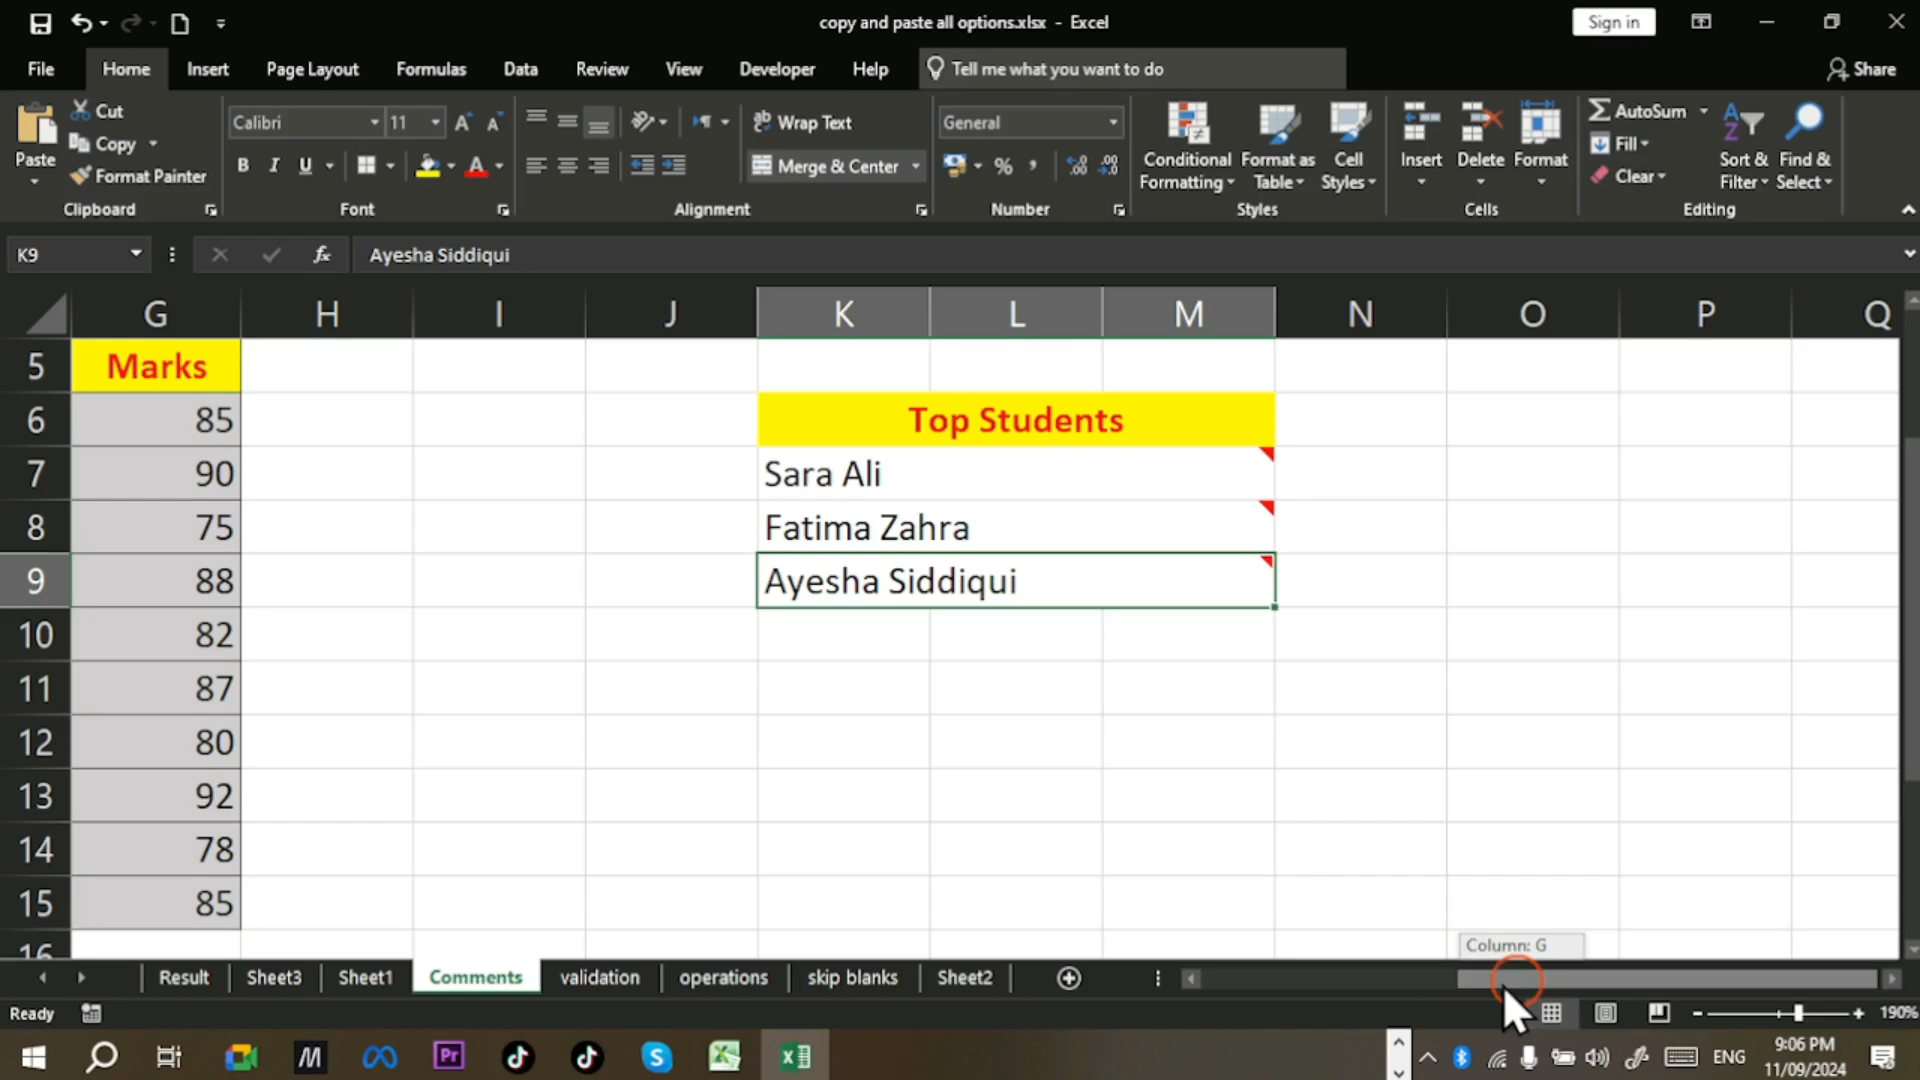 copy and paste all options.xlsx - Excel
Sign in
File Home Insert Page Layout Formulas Data Review View Developer Help Tell me what you want to do Share
Paste
Cut
Copy
Format Painter
Clipboard
Calibri 11
B I U
Font
Wrap Text
Merge & Center
Alignment
General
Number
Conditional Formatting
Format as Table
Cell Styles
Styles
Insert
Delete
Format
Cells
AutoSum
Fill
Clear
Sort & Filter
Find & Select
Editing
K9 fx Ayesha Siddiqui
G H I J K L M N O P Q
5 Marks
6 85 Top Students
7 90 Sara Ali
8 75 Fatima Zahra
9 88 Ayesha Siddiqui
10 82
11 87
12 80
13 92
14 78
15 85
16
Column: G
Result Sheet3 Sheet1 Comments validation operations skip blanks Sheet2
Ready 190%
ENG
9:06 PM
11/09/2024